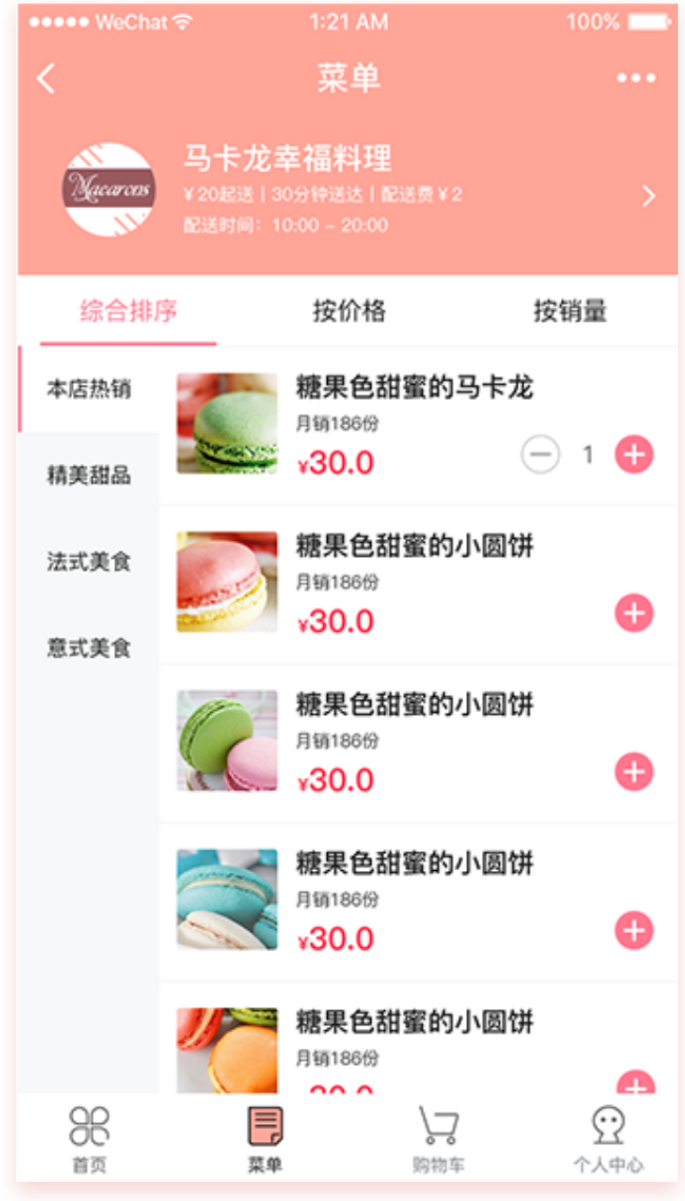 WeChat 1:21 AM 100%
菜单
Macarons
马卡龙幸福料理
¥20起送 | 30分钟送达 | 配送费¥2
配送时间：10:00 – 20:00
综合排序 按价格 按销量
本店热销
精美甜品
法式美食
意式美食
糖果色甜蜜的马卡龙
月销186份
¥30.0 1
糖果色甜蜜的小圆饼
月销186份
¥30.0
糖果色甜蜜的小圆饼
月销186份
¥30.0
糖果色甜蜜的小圆饼
月销186份
¥30.0
糖果色甜蜜的小圆饼
月销186份
首页 菜单 购物车 个人中心